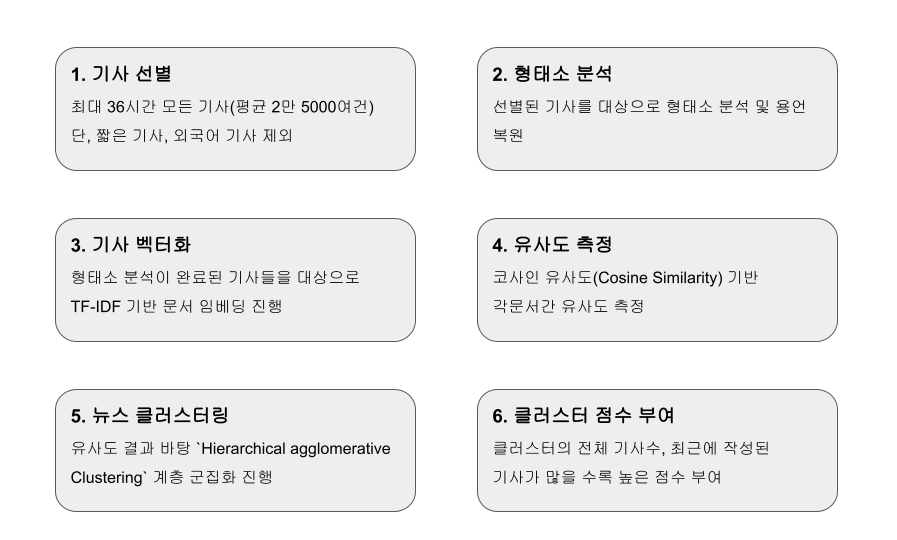 1. 기사 선별
최대 36시간 모든 기사(평균 2만 5000여건)
단, 짧은 기사, 외국어 기사 제외
2. 형태소 분석
선별된 기사를 대상으로 형태소 분석 및 용언
복원
3. 기사 벡터화
형태소 분석이 완료된 기사들을 대상으로
TF-IDF 기반 문서 임베딩 진행
4. 유사도 측정
코사인 유사도(Cosine Similarity) 기반
각문서간 유사도 측정
5. 뉴스 클러스터링
유사도 결과 바탕 `Hierarchical agglomerative
Clustering` 계층 군집화 진행
6. 클러스터 점수 부여
클러스터의 전체 기사수, 최근에 작성된
기사가 많을 수록 높은 점수 부여